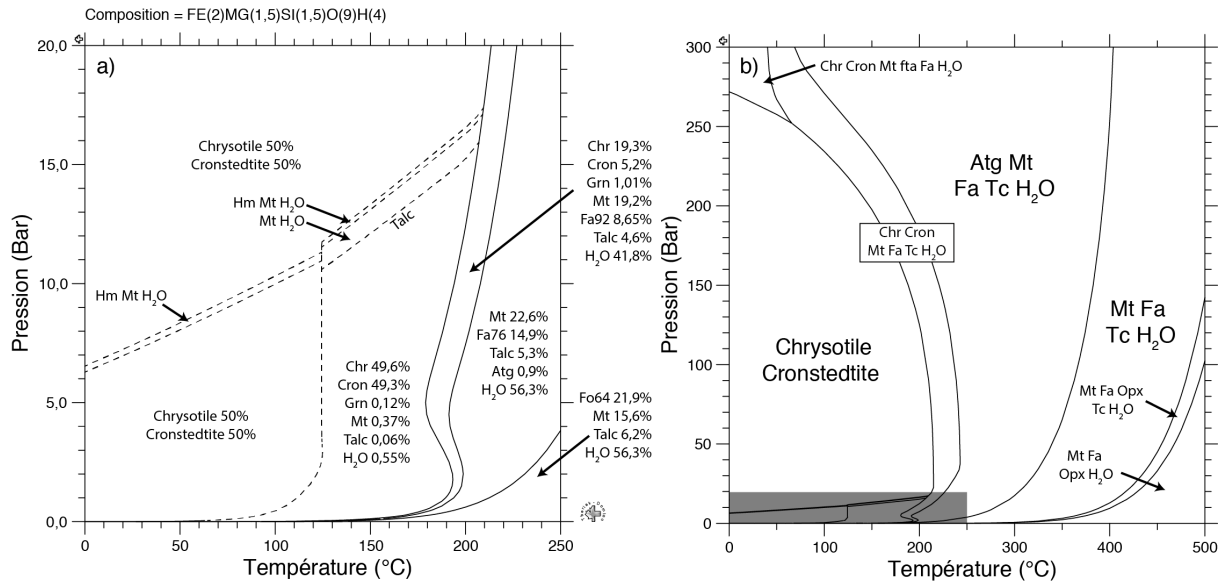 Composition = FE(2)MG(1,5)SI(1,5)O(9)H(4)
a)
Pression (Bar)
20,0
15,0
10,0
5,0
0,0
0
50
100
150
200
250
Température (°C)
Chrysotile 50%
Cronstedtite 50%
Hm Mt H2O
Mt H2O
Talc
Hm Mt H2O
Chrysotile 50%
Cronstedtite 50%
Chr 49,6%
Cron 49,3%
Grn 0,12%
Mt 0,37%
Talc 0,06%
H2O 0,55%
Mt 22,6%
Fa76 14,9%
Talc 5,3%
Atg 0,9%
H2O 56,3%
Chr 19,3%
Cron 5,2%
Grn 1,01%
Mt 19,2%
Fa92 8,65%
Talc 4,6%
H2O 41,8%
Fo64 21,9%
Mt 15,6%
Talc 6,2%
H2O 56,3%
b)
Pression (Bar)
300
250
200
150
100
50
0
0
100
200
300
400
500
Température (°C)
Chr Cron Mt fta Fa H2O
Atg Mt
Fa Tc H2O
Chr Cron
Mt Fa Tc H2O
Chrysotile
Cronstedtite
Mt Fa
Tc H2O
Mt Fa Opx
Tc H2O
Mt Fa
Opx H2O